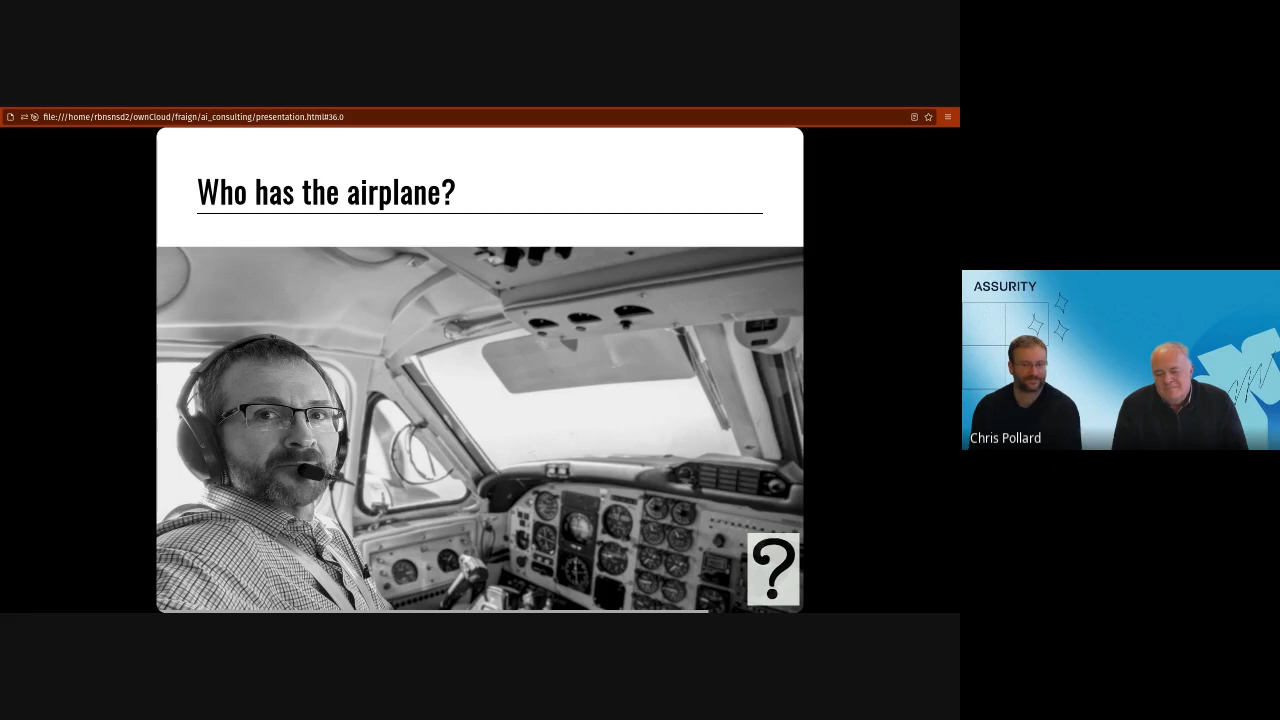 file:///home/rbnsnsd2/ownCloud/fraign/ai_consulting/presentation.html#36.0
Who has the airplane?
?
ASSURITY
Chris Pollard